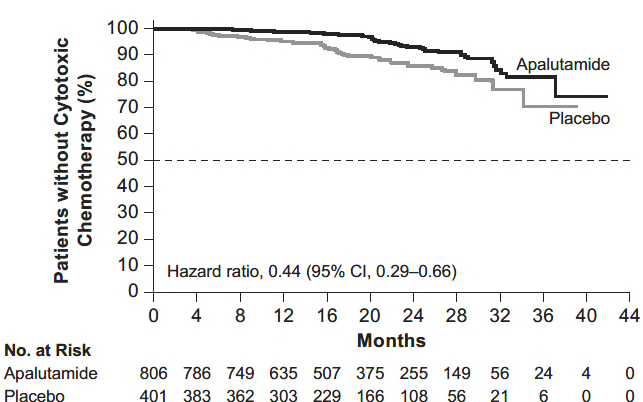 Patients without Cytotoxic
Chemotherapy (%)
100
90
80
70
60
50
40
30
20
10
0
Apalutamide
Placebo
Hazard ratio, 0.44 (95% CI, 0.29–0.66)
0 4 8 12 16 20 24 28 32 36 40 44
Months
No. at Risk
Apalutamide 806 786 749 635 507 375 255 149 56 24 4 0
Placebo 401 383 362 303 229 166 108 56 21 6 0 0